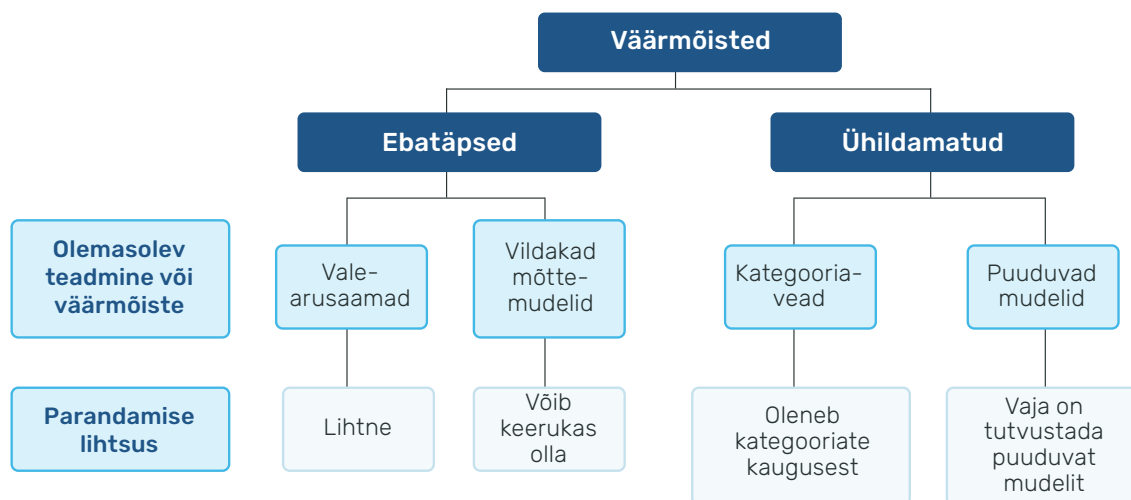 Väärmõisted
Ebatäpsed
Ühildamatud
Olemasolev
teadmine või
väärmõiste
Vale-
arusaamad
Vildakad
mõtte-
mudelid
Kategooria-
vead
Puuduvad
mudelid
Parandamise
lihtsus
Lihtne
Võib
keerukas
olla
Oleneb
kategooriate
kaugusest
Vaja on
tutvustada
puuduvat
mudelit